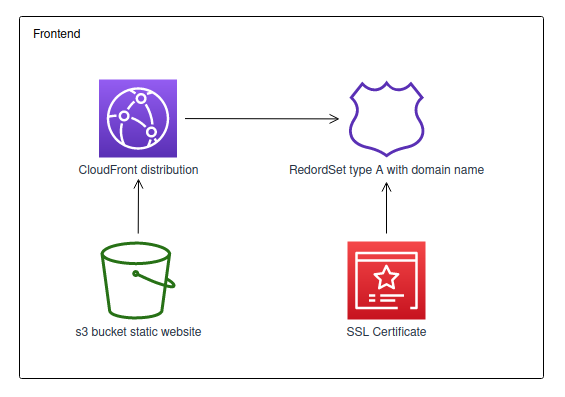 Frontend
CloudFront distribution
RedordSet type A with domain name
s3 bucket static website
SSL Certificate